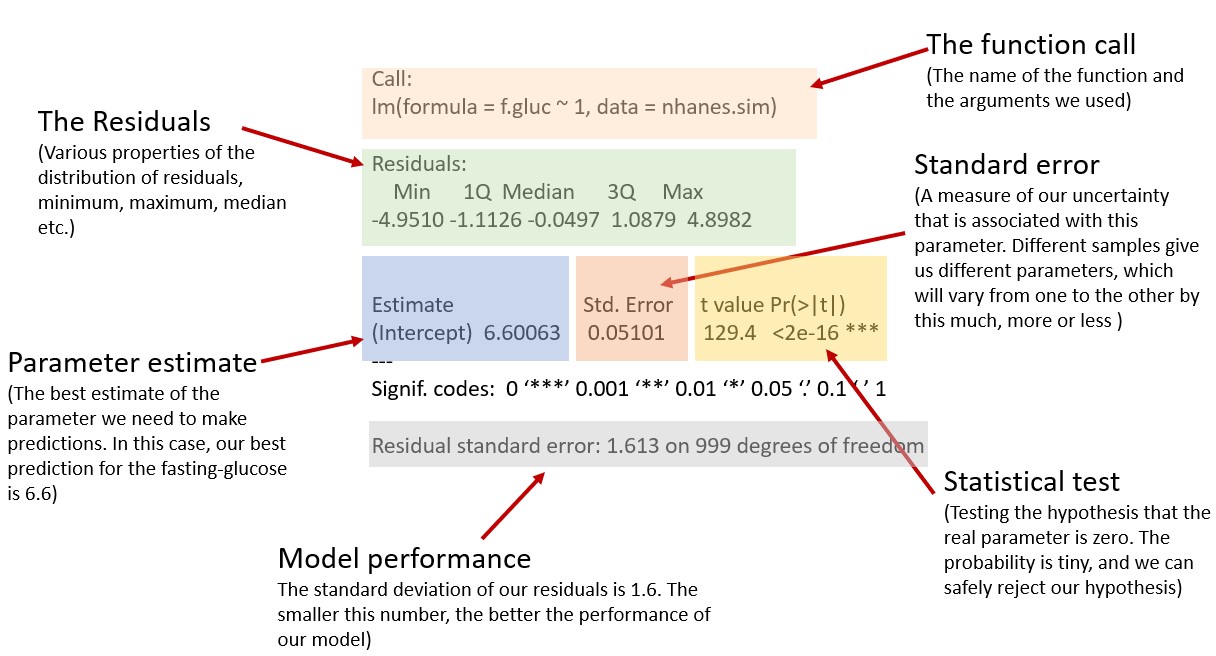 The function call
(The name of the function and
the arguments we used)
Call:
lm(formula = f.gluc ~ 1, data = nhanes.sim)
The Residuals
(Various properties of the
distribution of residuals,
minimum, maximum, median
etc.)
Residuals:
Min 1Q Median 3Q Max
-4.9510 -1.1126 -0.0497 1.0879 4.8982
Standard error
(A measure of our uncertainty
that is associated with this
parameter. Different samples give
us different parameters, which
will vary from one to the other by
this much, more or less )
Estimate Std. Error t value Pr(>|t|)
(Intercept) 6.60063 0.05101 129.4 <2e-16 ***
---
Signif. codes: 0 ‘***’ 0.001 ‘**’ 0.01 ‘*’ 0.05 ‘.’ 0.1 ‘ ’ 1
Parameter estimate
(The best estimate of the
parameter we need to make
predictions. In this case, our best
prediction for the fasting-glucose
is 6.6)
Residual standard error: 1.613 on 999 degrees of freedom
Statistical test
(Testing the hypothesis that the
real parameter is zero. The
probability is tiny, and we can
safely reject our hypothesis)
Model performance
The standard deviation of our residuals is 1.6. The
smaller this number, the better the performance of
our model)